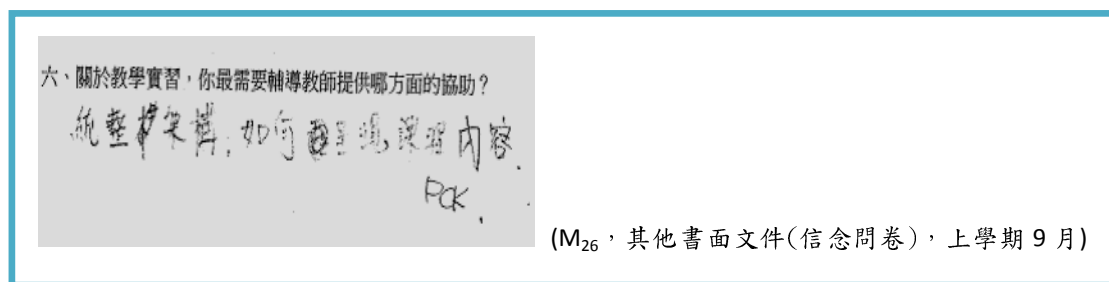 六、關於教學實習，你最需要輔導教師提供哪方面的協助？
統整架構，如何呈現課習內容．
PCK．
(M₂₆，其他書面文件(信念問卷)，上學期 9 月)